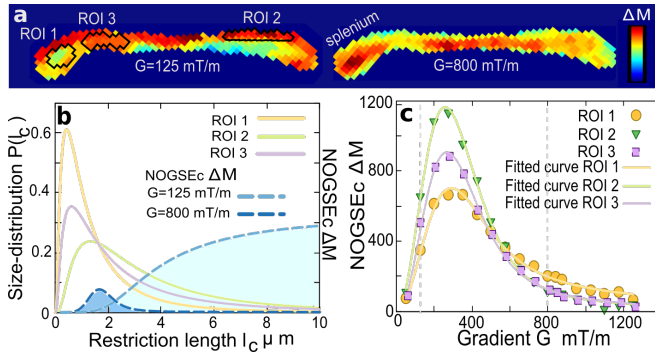 a
ROI 1
ROI 3
ROI 2
G=125 mT/m
splenium
G=800 mT/m
ΔM
b
Size-distribution P(l_c)
0.6
0.4
0.2
0
ROI 1
ROI 2
ROI 3
NOGSEc ΔM
G=125 mT/m
G=800 mT/m
NOGSEc ΔM
0 2 4 6 8 10
Restriction length l_c μ m
c
NOGSEc ΔM
1200
800
400
0
ROI 1
ROI 2
ROI 3
Fitted curve ROI 1
Fitted curve ROI 2
Fitted curve ROI 3
0 400 800 1200
Gradient G mT/m